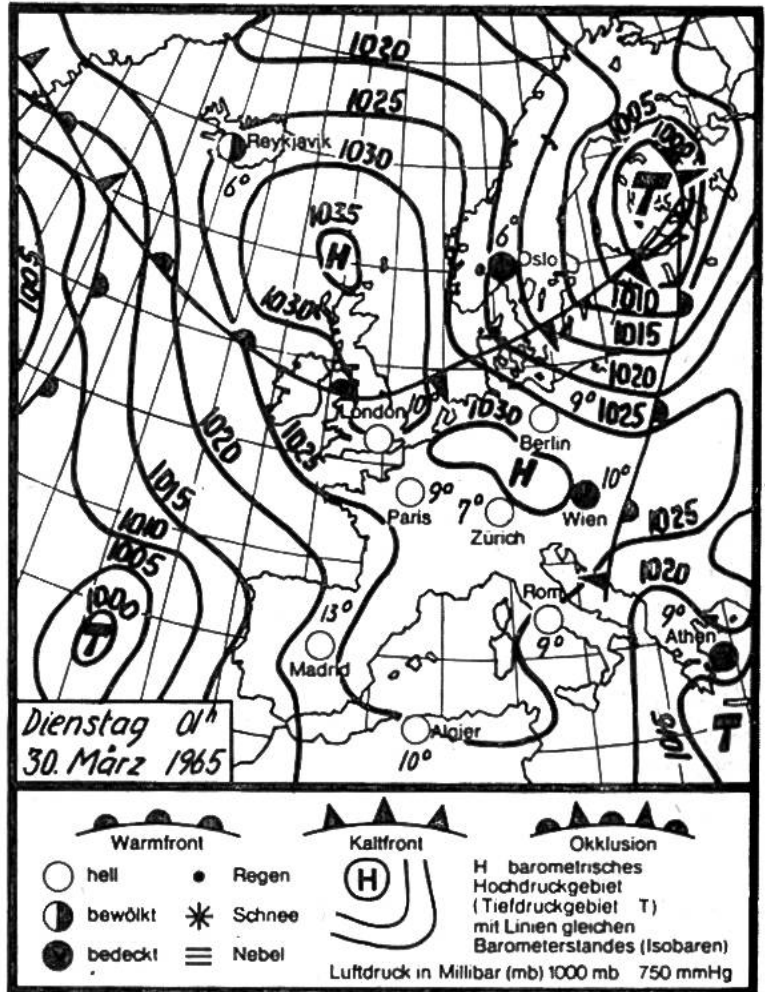 1020
1025
1005
1000
Reykjavik
1030
T
6°
1035
6°
H
Oslo
1005
1030
1010
1015
1020
London 10°
1030
9° 1025
Berlin
1020
1025
H
10°
1015
9°
7°
Paris
Wien
1025
Zürich
1010
1005
1020
1000
Rom
13°
9°
9°
Athen
T
Madrid
1015
T
Algier
10°
Dienstag 01h
30. März 1965
Warmfront
Kaltfront
Okklusion
hell
Regen
H
H barometrisches
Hochdruckgebiet
(Tiefdruckgebiet T)
mit Linien gleichen
Barometerstandes (Isobaren)
bewölkt
Schnee
bedeckt
Nebel
Luftdruck in Millibar (mb) 1000 mb 750 mmHg